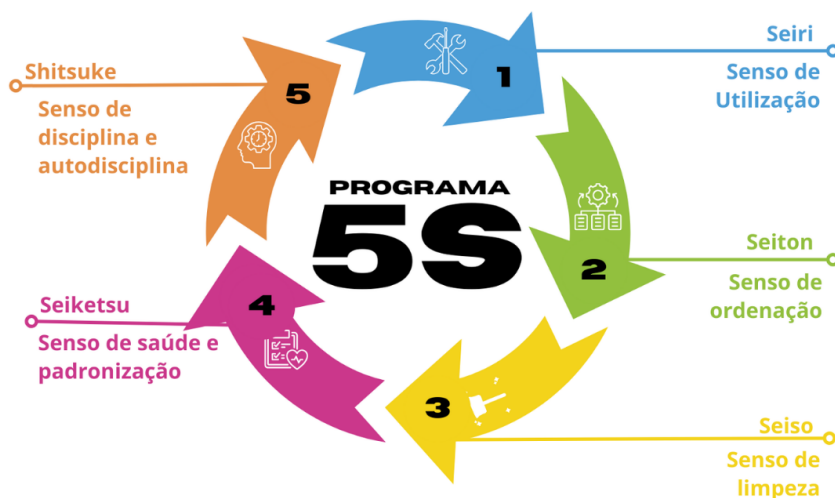 PROGRAMA
5S
1
Seiri
Senso de
Utilização
2
Seiton
Senso de
ordenação
3
Seiso
Senso de
limpeza
4
Seiketsu
Senso de saúde e
padronização
5
Shitsuke
Senso de
disciplina e
autodisciplina